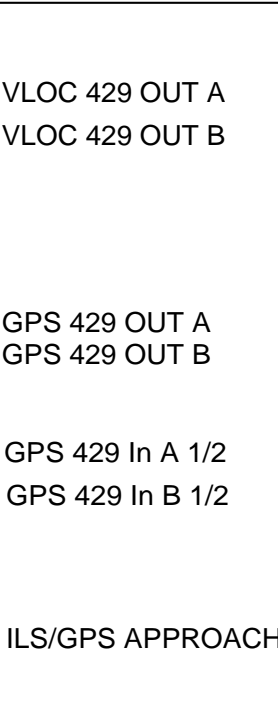 VLOC 429 OUT A
VLOC 429 OUT B
GPS 429 OUT A
GPS 429 OUT B
GPS 429 In A 1/2
GPS 429 In B 1/2
ILS/GPS APPROACH